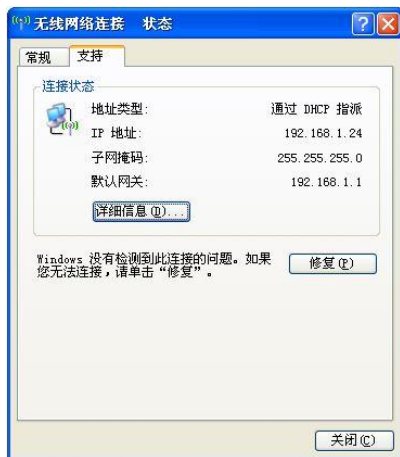 无线网络连接 状态
常规 支持
连接状态
地址类型: 通过 DHCP 指派
IP 地址: 192.168.1.24
子网掩码: 255.255.255.0
默认网关: 192.168.1.1
详细信息(D)...
Windows 没有检测到此连接的问题。如果
您无法连接，请单击“修复”。
修复(P)
关闭(C)